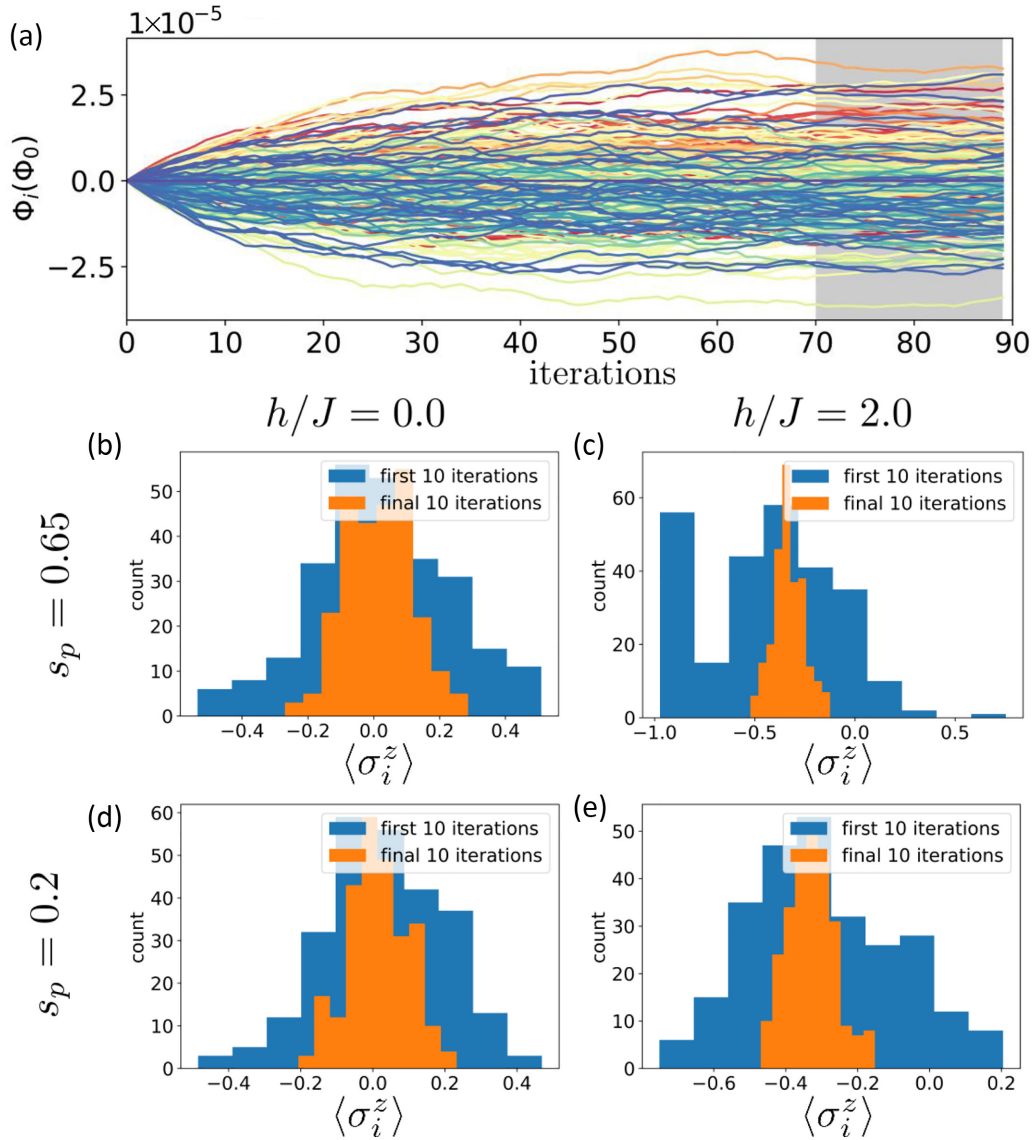 (a)
1×10⁻⁵
2.5
0.0
−2.5
Φᵢ(Φ₀)
0 10 20 30 40 50 60 70 80 90
iterations
h/J = 0.0
h/J = 2.0
s_p = 0.65
(b)
first 10 iterations
final 10 iterations
count
50
40
30
20
10
0
−0.4 −0.2 0.0 0.2 0.4
⟨σᵢᶻ⟩
(c)
first 10 iterations
final 10 iterations
count
60
40
20
0
−1.0 −0.5 0.0 0.5
⟨σᵢᶻ⟩
s_p = 0.2
(d)
first 10 iterations
final 10 iterations
count
60
50
40
30
20
10
0
−0.4 −0.2 0.0 0.2 0.4
⟨σᵢᶻ⟩
(e)
first 10 iterations
final 10 iterations
count
50
40
30
20
10
0
−0.6 −0.4 −0.2 0.0 0.2
⟨σᵢᶻ⟩